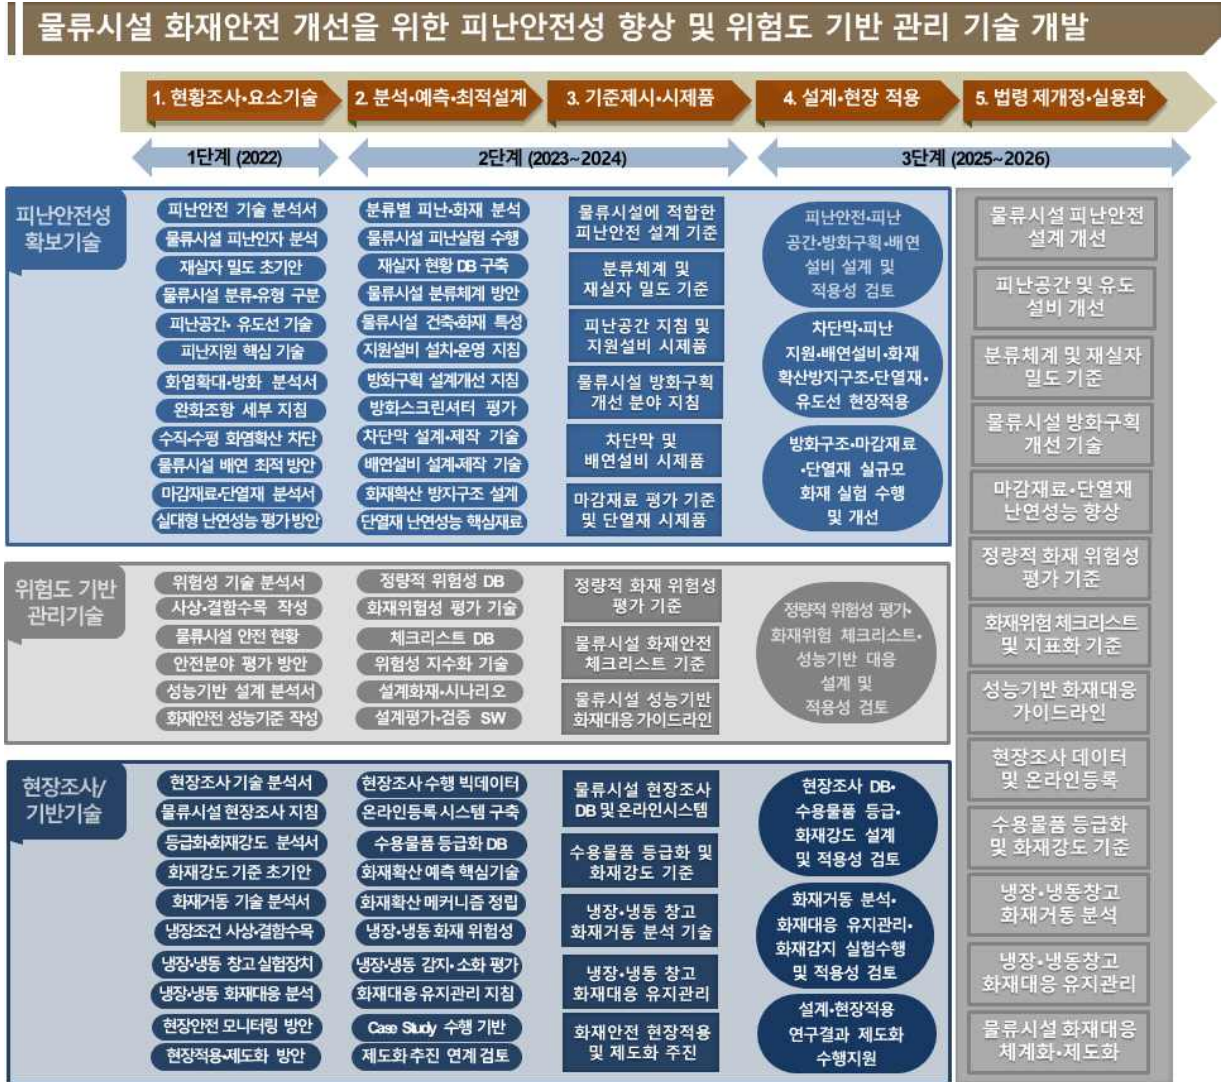 물류시설 화재안전 개선을 위한 피난안전성 향상 및 위험도 기반 관리 기술 개발
1. 현황조사•요소기술
2. 분석•예측•최적설계
3. 기준제시•시제품
4. 설계•현장 적용
5. 법령 제개정•실용화
1단계 (2022)
2단계 (2023~2024)
3단계 (2025~2026)
피난안전성
확보기술
피난안전 기술 분석서
물류시설 피난인자 분석
재실자 밀도 초기안
물류시설 분류•유형 구분
피난공간• 유도선 기술
피난지원 핵심 기술
화염확대•방화 분석서
완화조항 세부 지침
수직•수평 화염확산 차단
물류시설 배연 최적 방안
마감재료•단열재 분석서
실대형 난연성능 평가방안
분류별 피난•화재 분석
물류시설 피난실험 수행
재실자 현황 DB 구축
물류시설 분류체계 방안
물류시설 건축•화재 특성
지원설비 설치•운영 지침
방화구획 설계개선 지침
방화스크린셔터 평가
차단막 설계•제작 기술
배연설비 설계•제작 기술
화재확산 방지구조 설계
단열재 난연성능 핵심재료
물류시설에 적합한
피난안전 설계 기준
분류체계 및
재실자 밀도 기준
피난공간 지침 및
지원설비 시제품
물류시설 방화구획
개선 분야 지침
차단막 및
배연설비 시제품
마감재료 평가 기준
및 단열재 시제품
피난안전•피난
공간•방화구획•배연
설비 설계 및
적용성 검토
차단막•피난
지원•배연설비•화재
확산방지구조•단열재•
유도선 현장적용
방화구조•마감재료
•단열재 실규모
화재 실험 수행
및 개선
위험도 기반
관리기술
위험성 기술 분석서
사상•결함수목 작성
물류시설 안전 현황
안전분야 평가 방안
성능기반 설계 분석서
화재안전 성능기준 작성
정량적 위험성 DB
화재위험성 평가 기술
체크리스트 DB
위험성 지수화 기술
설계화재•시나리오
설계평가•검증 SW
정량적 화재 위험성
평가 기준
물류시설 화재안전
체크리스트 기준
물류시설 성능기반
화재대응 가이드라인
정량적 위험성 평가•
화재위험 체크리스트•
성능기반 대응
설계 및
적용성 검토
현장조사/
기반기술
현장조사 기술 분석서
물류시설 현장조사 지침
등급화•화재강도 분석서
화재강도 기준 초기안
화재거동 기술 분석서
냉장조건 사상•결함수목
냉장•냉동 창고 실험장치
냉장•냉동 화재대응 분석
현장안전 모니터링 방안
현장적용•제도화 방안
현장조사 수행 빅데이터
온라인등록 시스템 구축
수용물품 등급화 DB
화재확산 예측 핵심기술
화재확산 메커니즘 정립
냉장•냉동 화재 위험성
냉장•냉동 감지•소화 평가
화재대응 유지관리 지침
Case Study 수행 기반
제도화 추진 연계 검토
물류시설 현장조사
DB 및 온라인시스템
수용물품 등급화 및
화재강도 기준
냉장•냉동 창고
화재거동 분석 기술
냉장•냉동 창고
화재대응 유지관리
화재안전 현장적용
및 제도화 추진
현장조사 DB•
수용물품 등급•
화재강도 설계
및 적용성 검토
화재거동 분석•
화재대응 유지관리•
화재감지 실험수행
및 적용성 검토
설계•현장적용
연구결과 제도화
수행지원
물류시설 피난안전
설계 개선
피난공간 및 유도
설비 개선
분류체계 및 재실자
밀도 기준
물류시설 방화구획
개선 기술
마감재료•단열재
난연성능 향상
정량적 화재 위험성
평가 기준
화재위험 체크리스트
및 지표화 기준
성능기반 화재대응
가이드라인
현장조사 데이터
및 온라인등록
수용물품 등급화
및 화재강도 기준
냉장•냉동창고
화재거동 분석
냉장•냉동창고
화재대응 유지관리
물류시설 화재대응
체계화•제도화